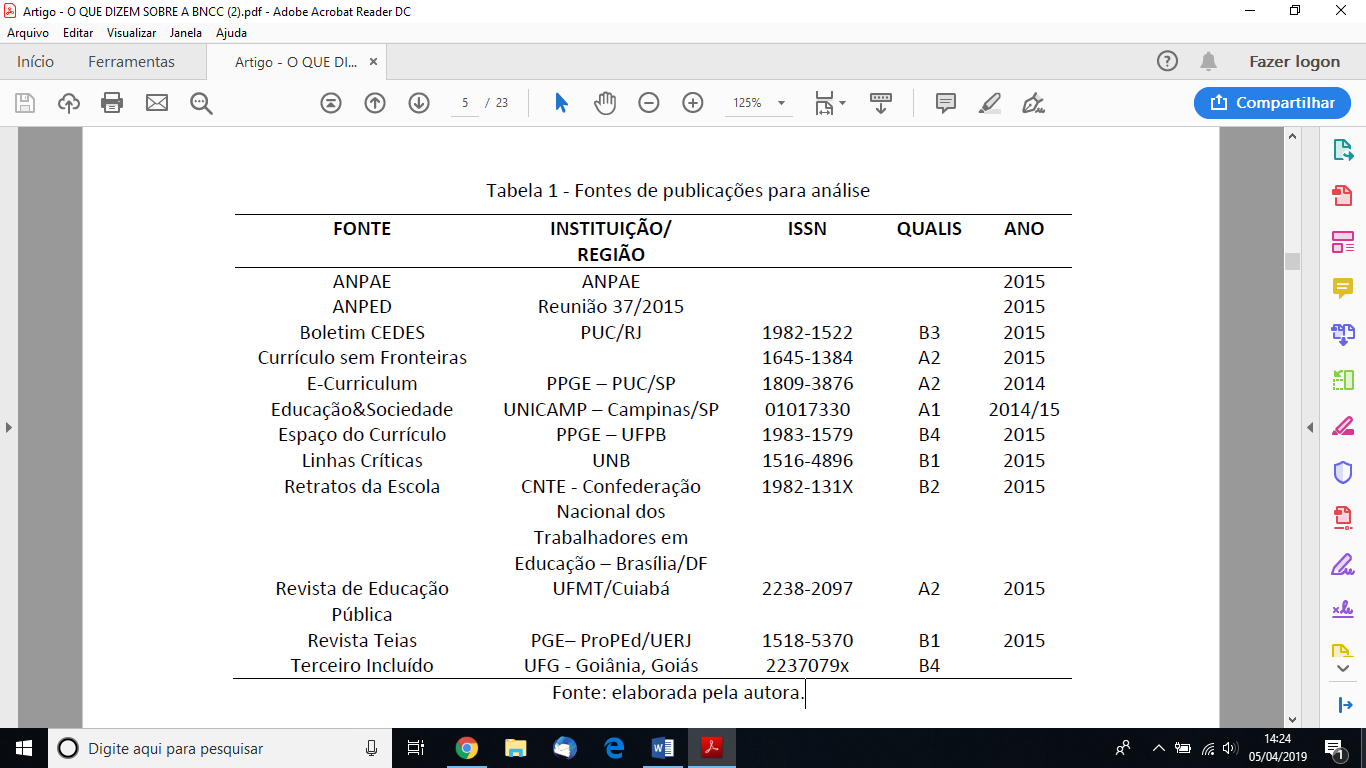 Artigo - O QUE DIZEM SOBRE A BNCC (2).pdf - Adobe Acrobat Reader DC
Arquivo Editar Visualizar Janela Ajuda
Início Ferramentas Artigo - O QUE DI... × ? Fazer logon
5 / 23 125% Compartilhar
Tabela 1 - Fontes de publicações para análise
FONTE INSTITUIÇÃO/ ISSN QUALIS ANO
REGIÃO
ANPAE ANPAE 2015
ANPED Reunião 37/2015 2015
Boletim CEDES PUC/RJ 1982-1522 B3 2015
Currículo sem Fronteiras 1645-1384 A2 2015
E-Curriculum PPGE – PUC/SP 1809-3876 A2 2014
Educação&Sociedade UNICAMP – Campinas/SP 01017330 A1 2014/15
Espaço do Currículo PPGE – UFPB 1983-1579 B4 2015
Linhas Críticas UNB 1516-4896 B1 2015
Retratos da Escola CNTE - Confederação 1982-131X B2 2015
Nacional dos
Trabalhadores em
Educação – Brasília/DF
Revista de Educação UFMT/Cuiabá 2238-2097 A2 2015
Pública
Revista Teias PGE– ProPEd/UERJ 1518-5370 B1 2015
Terceiro Incluído UFG - Goiânia, Goiás 2237079x B4
Fonte: elaborada pela autora.
Digite aqui para pesquisar
14:24
05/04/2019
1